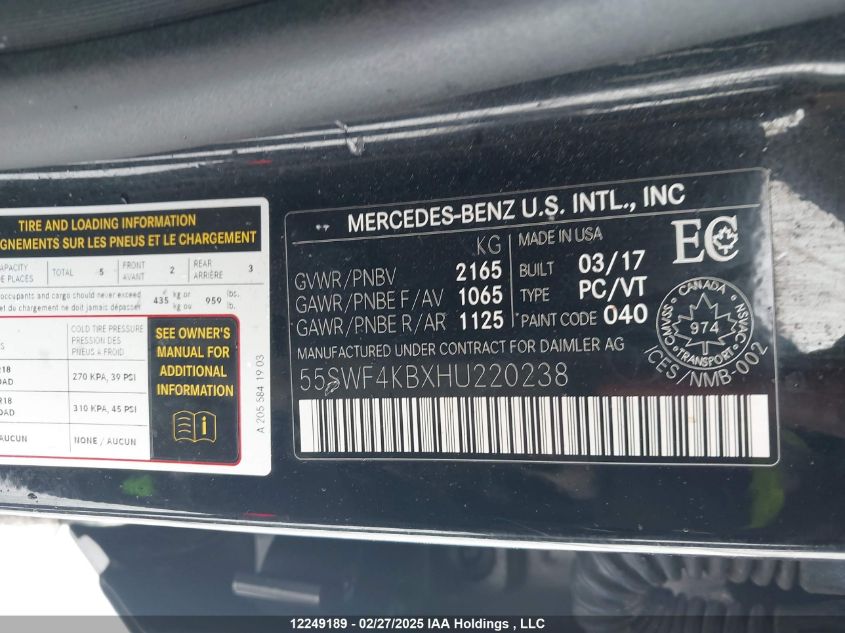 TIRE AND LOADING INFORMATION
GNEMENTS SUR LES PNEUS ET LE CHARGEMENT
CAPACITY TOTAL 5 FRONT 2 REAR 3
DE PLACES AVANT ARRIÈRE
occupants and cargo should never exceed 435 kg or 959 lbs.
et du chargement ne doit jamais dépasser kg ou lb.
COLD TIRE PRESSURE
PRESSION DES
PNEUS A FROID
R18 270 KPA, 39 PSI
R18 310 KPA, 45 PSI
AUCUN NONE / AUCUN
SEE OWNER'S
MANUAL FOR
ADDITIONAL
INFORMATION
A 205 584 19 03
MERCEDES-BENZ U.S. INTL., INC
KG
GVWR/PNBV 2165
GAWR/PNBE F/AV 1065
GAWR/PNBE R/AR 1125
MADE IN USA
BUILT 03/17
TYPE PC/VT
PAINT CODE 040
EC
CANADA
974
TRANSPORT
CMVSS
NSVAC
ICES/NMB-002
MANUFACTURED UNDER CONTRACT FOR DAIMLER AG
55SWF4KBXHU220238
12249189 - 02/27/2025 IAA Holdings , LLC